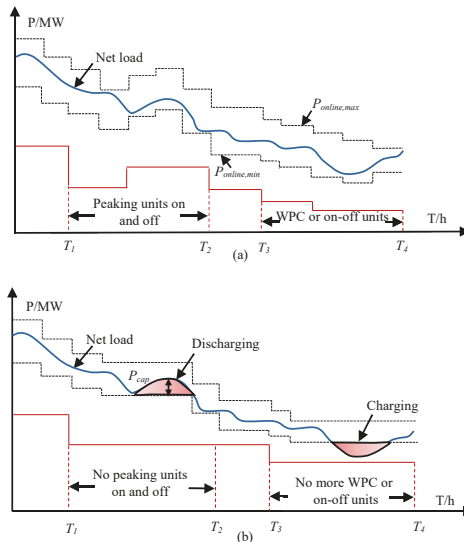 P/MW
Net load
P_online,max
P_online,min
Peaking units on
and off
WPC or on-off units
T/h
T_1
T_2
T_3
T_4
(a)
P/MW
Net load
Discharging
P_cap
Charging
No peaking units
on and off
No more WPC or
on-off units
T/h
T_1
T_2
T_3
T_4
(b)